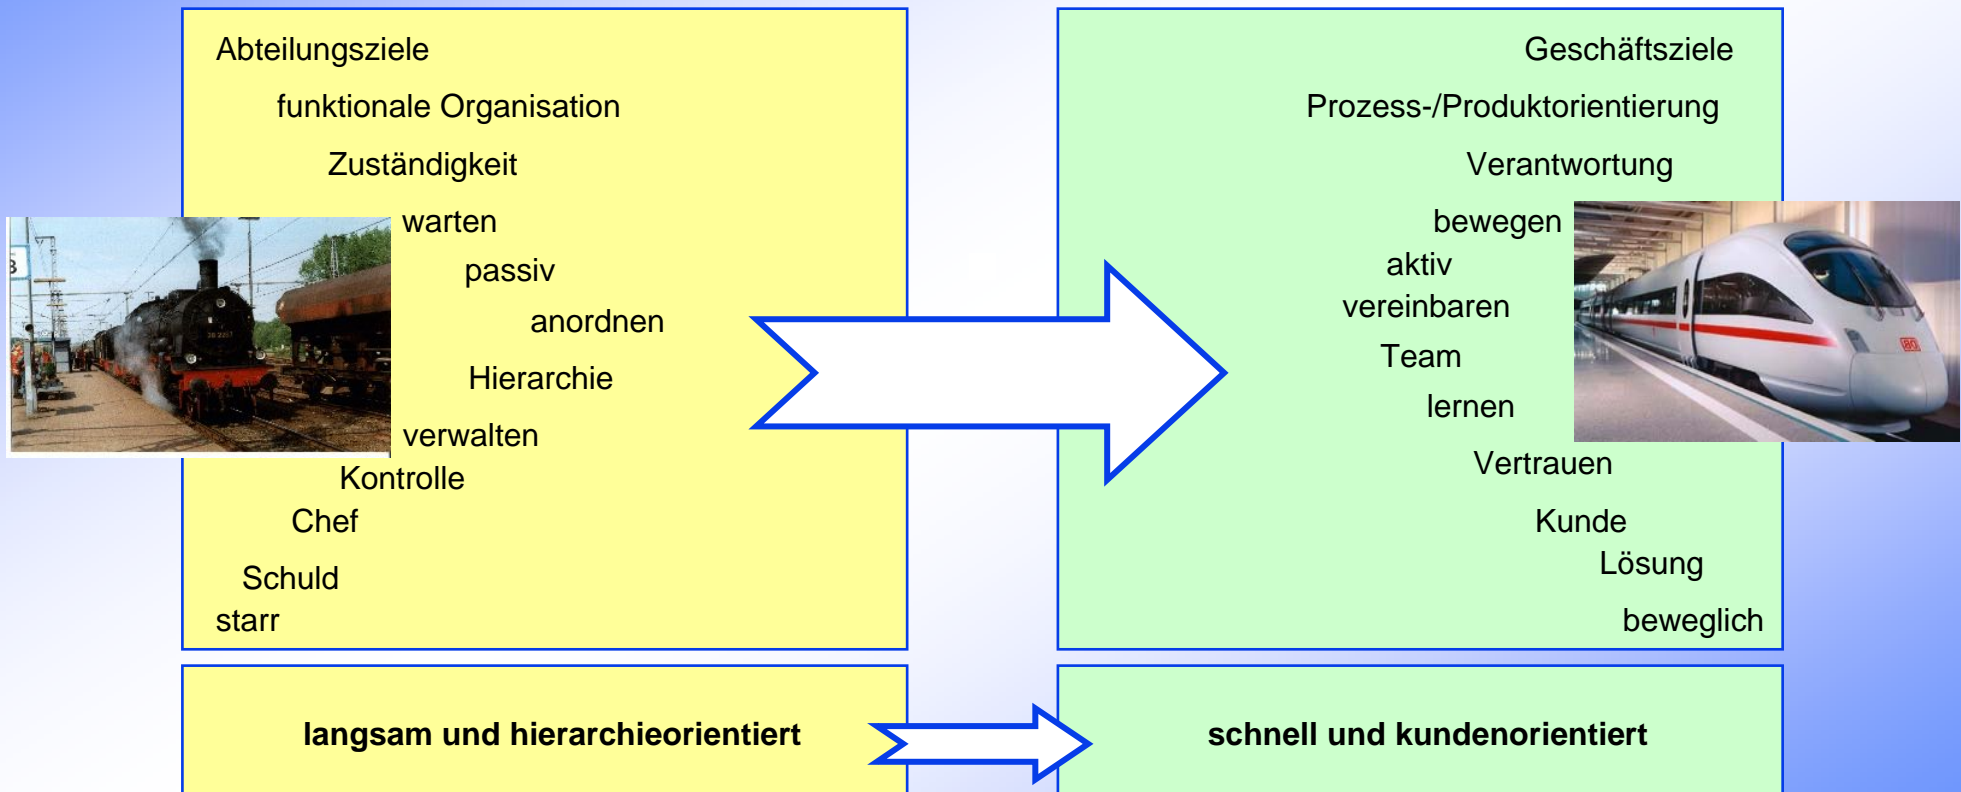 Abteilungsziele
funktionale Organisation
Zuständigkeit
warten
passiv
anordnen
Hierarchie
verwalten
Kontrolle
Chef
Schuld
starr
langsam und hierarchieorientiert
Geschäftsziele
Prozess-/Produktorientierung
Verantwortung
bewegen
aktiv
vereinbaren
Team
lernen
Vertrauen
Kunde
Lösung
beweglich
schnell und kundenorientiert
DB